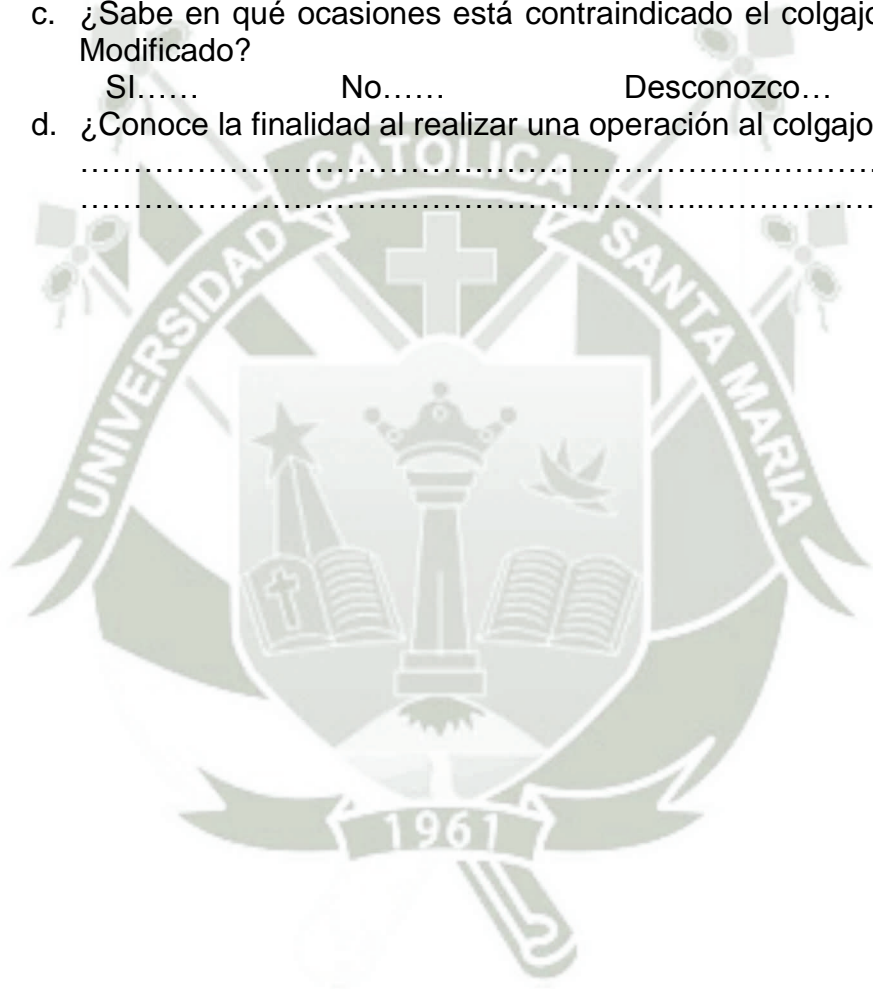 c. ¿Sabe en qué ocasiones está contraindicado el colgajo
Modificado?
SI…… No…… Desconozco…
d. ¿Conoce la finalidad al realizar una operación al colgajo
……………………………………………………………………
……………………………………………………………………
UNIVERSIDAD CATOLICA SANTA MARIA
1961